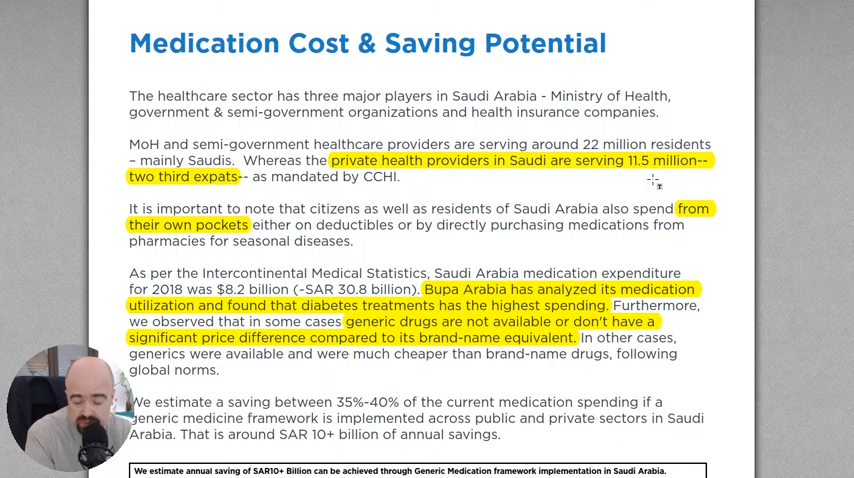 Medication Cost & Saving Potential
The healthcare sector has three major players in Saudi Arabia - Ministry of Health,
government & semi-government organizations and health insurance companies.
MoH and semi-government healthcare providers are serving around 22 million residents
– mainly Saudis. Whereas the private health providers in Saudi are serving 11.5 million--
two third expats-- as mandated by CCHI.
It is important to note that citizens as well as residents of Saudi Arabia also spend from
their own pockets either on deductibles or by directly purchasing medications from
pharmacies for seasonal diseases.
As per the Intercontinental Medical Statistics, Saudi Arabia medication expenditure
for 2018 was $8.2 billion (~SAR 30.8 billion). Bupa Arabia has analyzed its medication
utilization and found that diabetes treatments has the highest spending. Furthermore,
we observed that in some cases generic drugs are not available or don't have a
significant price difference compared to its brand-name equivalent. In other cases,
generics were available and were much cheaper than brand-name drugs, following
global norms.
We estimate a saving between 35%-40% of the current medication spending if a
generic medicine framework is implemented across public and private sectors in Saudi
Arabia. That is around SAR 10+ billion of annual savings.
We estimate annual saving of SAR10+ Billion can be achieved through Generic Medication framework implementation in Saudi Arabia.